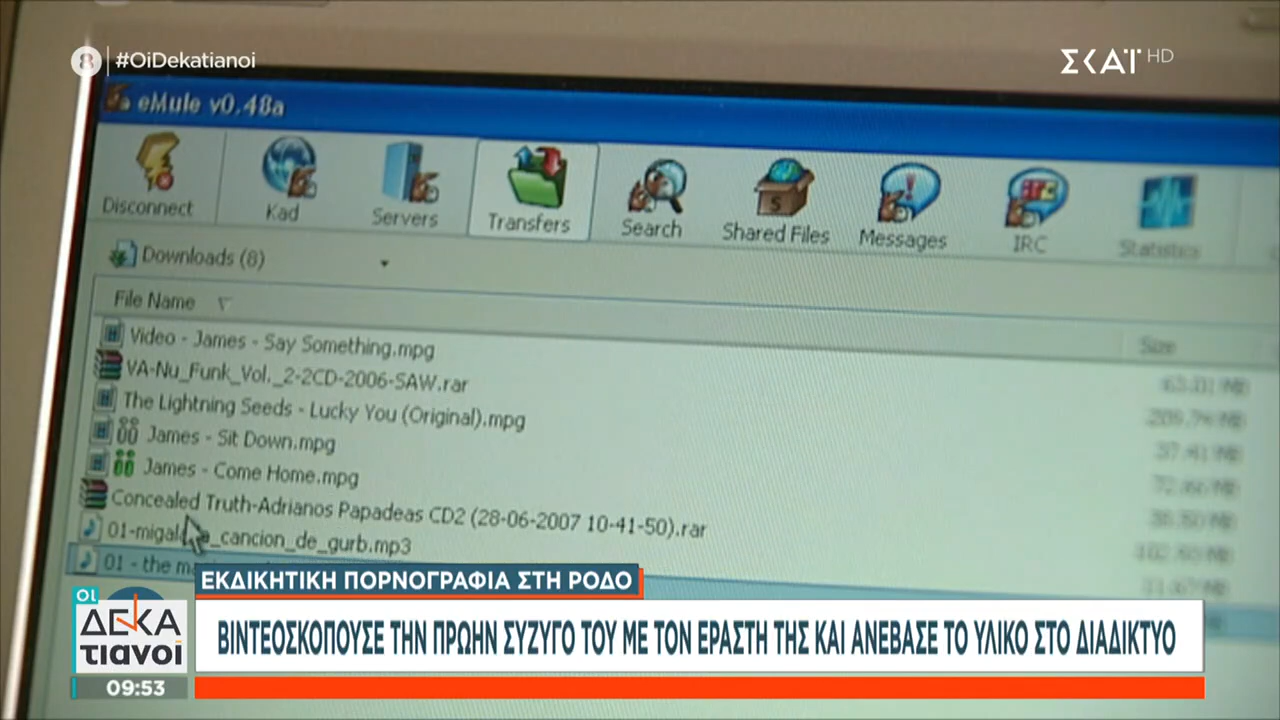 8 #OiDekatianoi
ΣΚΑΪ HD
eMule v0.48a
Disconnect Kad Servers Transfers Search Shared Files Messages IRC Statistics
Downloads (8)
File Name Size
Video - James - Say Something.mpg
VA-Nu_Funk_Vol._2-2CD-2006-SAW.rar
The Lightning Seeds - Lucky You (Original).mpg
James - Sit Down.mpg
James - Come Home.mpg
Concealed Truth-Adrianos Papadeas CD2 (28-06-2007 10-41-50).rar
_cancion_de_gurb.mp3
01 - the
ΕΚΔΙΚΗΤΙΚΗ ΠΟΡΝΟΓΡΑΦΙΑ ΣΤΗ ΡΟΔΟ
ΟΙ ΔΕΚΑ τιανοί
ΒΙΝΤΕΟΣΚΟΠΟΥΣΕ ΤΗΝ ΠΡΩΗΝ ΣΥΖΥΓΟ ΤΟΥ ΜΕ ΤΟΝ ΕΡΑΣΤΗ ΤΗΣ ΚΑΙ ΑΝΕΒΑΣΕ ΤΟ ΥΛΙΚΟ ΣΤΟ ΔΙΑΔΙΚΤΥΟ
09:53